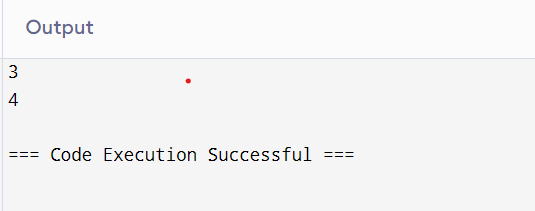 Output
3
4
=== Code Execution Successful ===